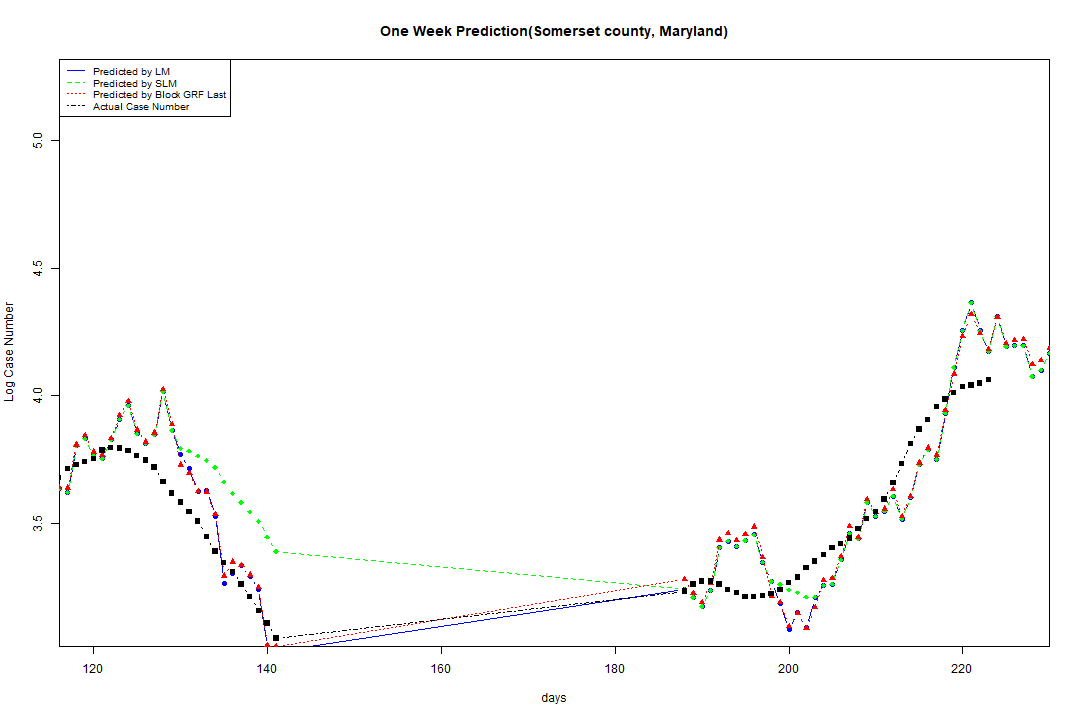 One Week Prediction(Somerset county, Maryland)
Predicted by LM
Predicted by SLM
Predicted by Block GRF Last
Actual Case Number
5.0
4.5
4.0
3.5
Log Case Number
120 140 160 180 200 220
days